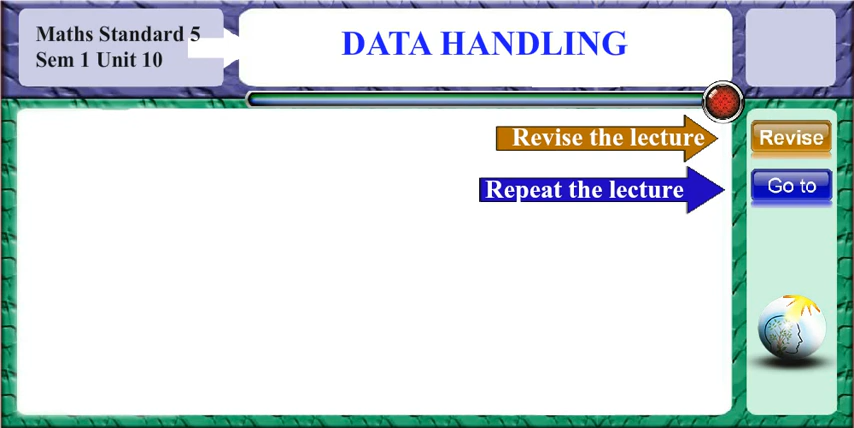 Maths Standard 5
Sem 1 Unit 10
DATA HANDLING
Revise the lecture
Revise
Repeat the lecture
Go to